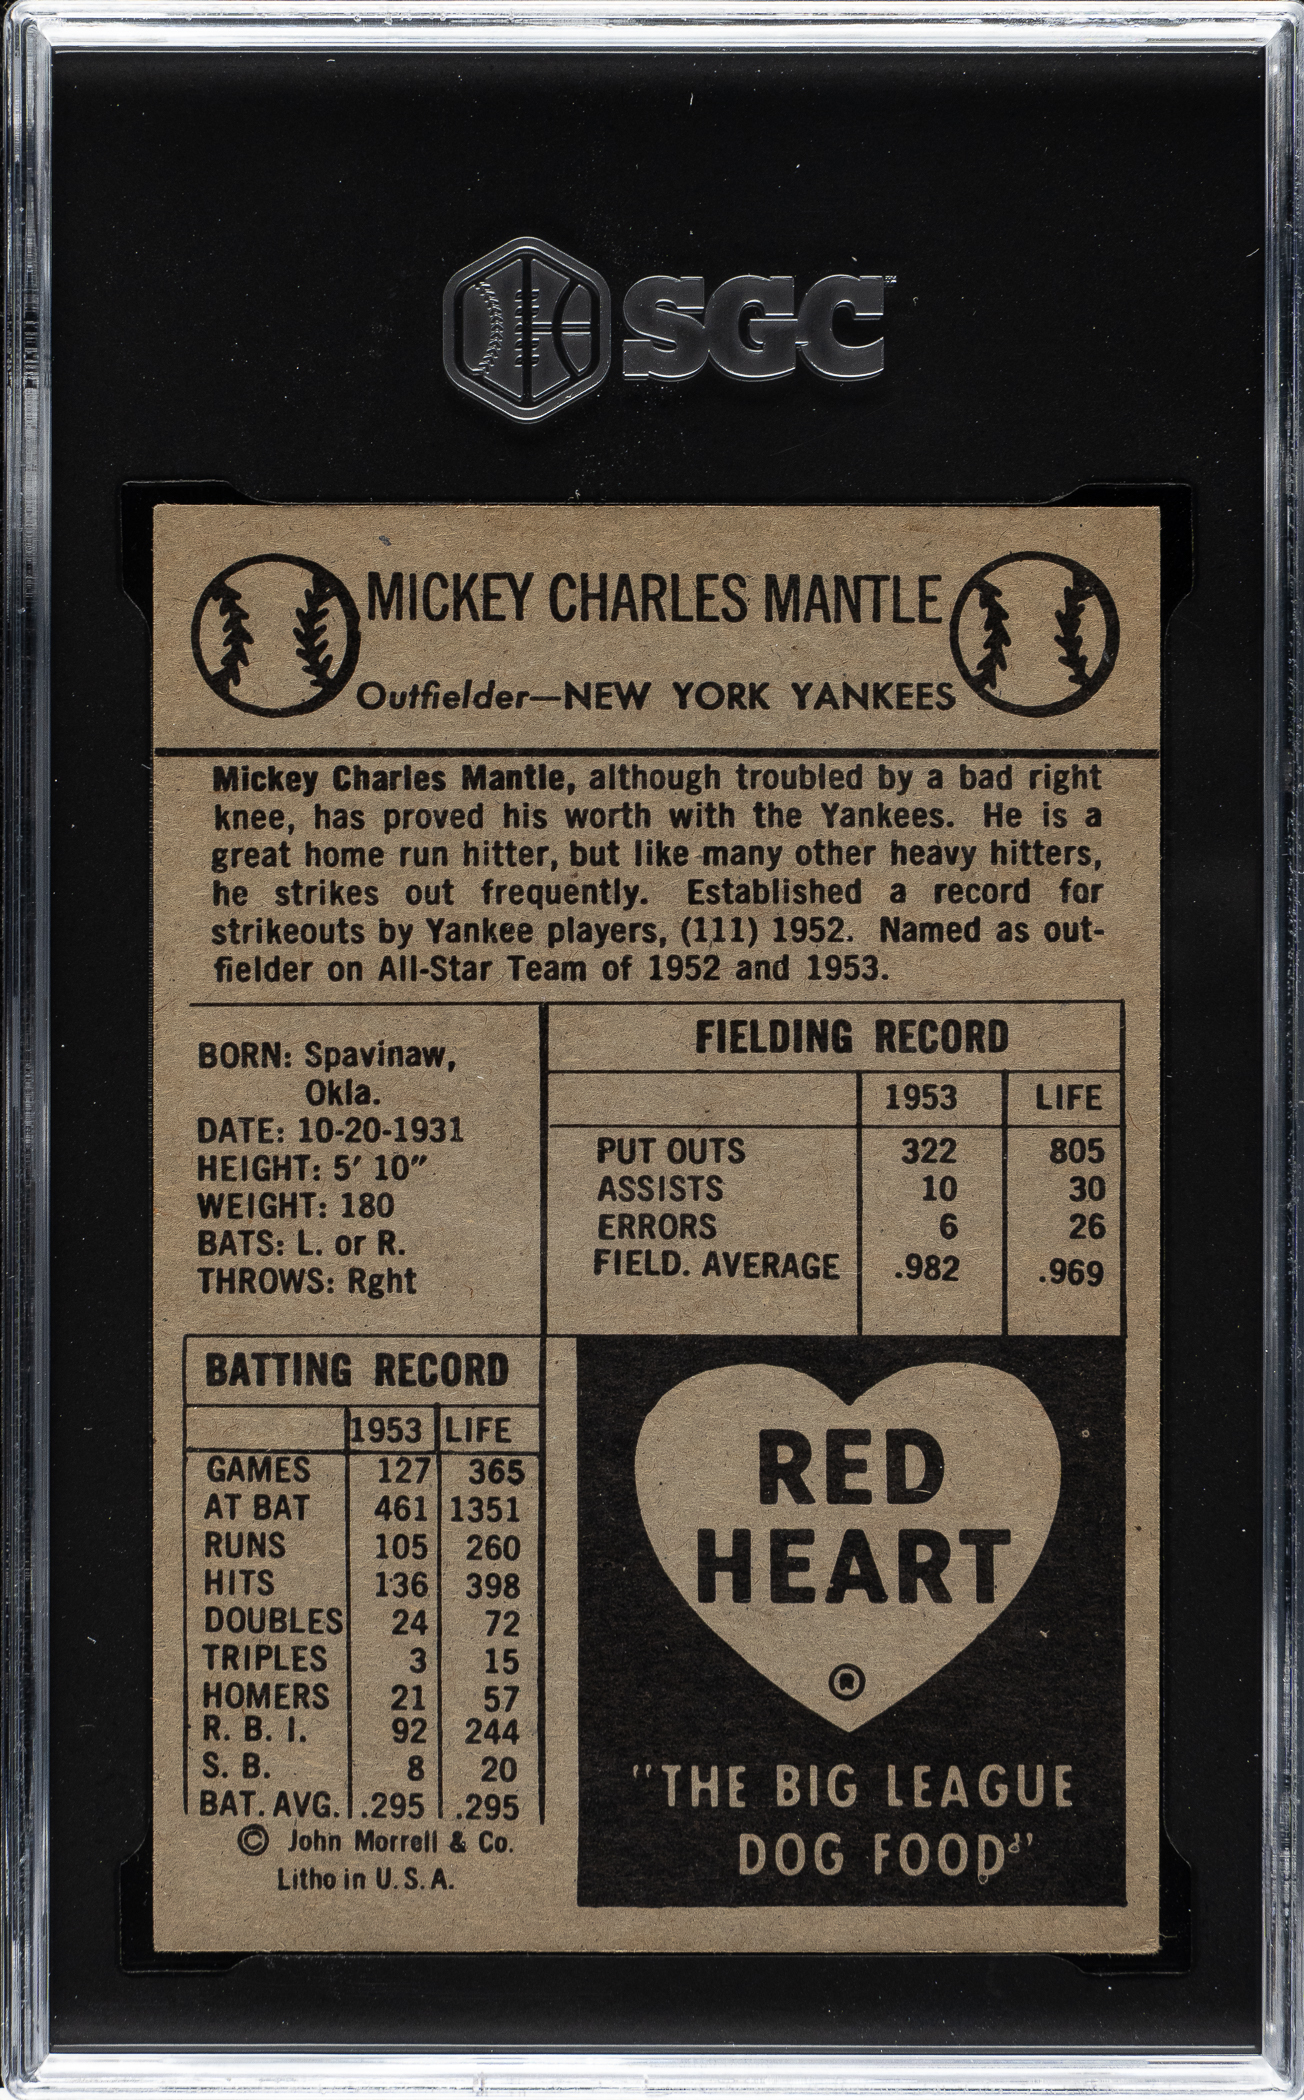 SGC
MICKEY CHARLES MANTLE
Outfielder—NEW YORK YANKEES
Mickey Charles Mantle, although troubled by a bad right
knee, has proved his worth with the Yankees. He is a
great home run hitter, but like many other heavy hitters,
he strikes out frequently. Established a record for
strikeouts by Yankee players, (111) 1952. Named as out-
fielder on All-Star Team of 1952 and 1953.
BORN: Spavinaw,
Okla.
DATE: 10-20-1931
HEIGHT: 5′ 10″
WEIGHT: 180
BATS: L. or R.
THROWS: Rght
FIELDING RECORD
1953 LIFE
PUT OUTS 322 805
ASSISTS 10 30
ERRORS 6 26
FIELD. AVERAGE .982 .969
BATTING RECORD
1953 LIFE
GAMES 127 365
AT BAT 461 1351
RUNS 105 260
HITS 136 398
DOUBLES 24 72
TRIPLES 3 15
HOMERS 21 57
R. B. I. 92 244
S. B. 8 20
BAT. AVG. .295 .295
© John Morrell & Co.
Litho in U. S. A.
RED
HEART
®
"THE BIG LEAGUE
DOG FOOD"